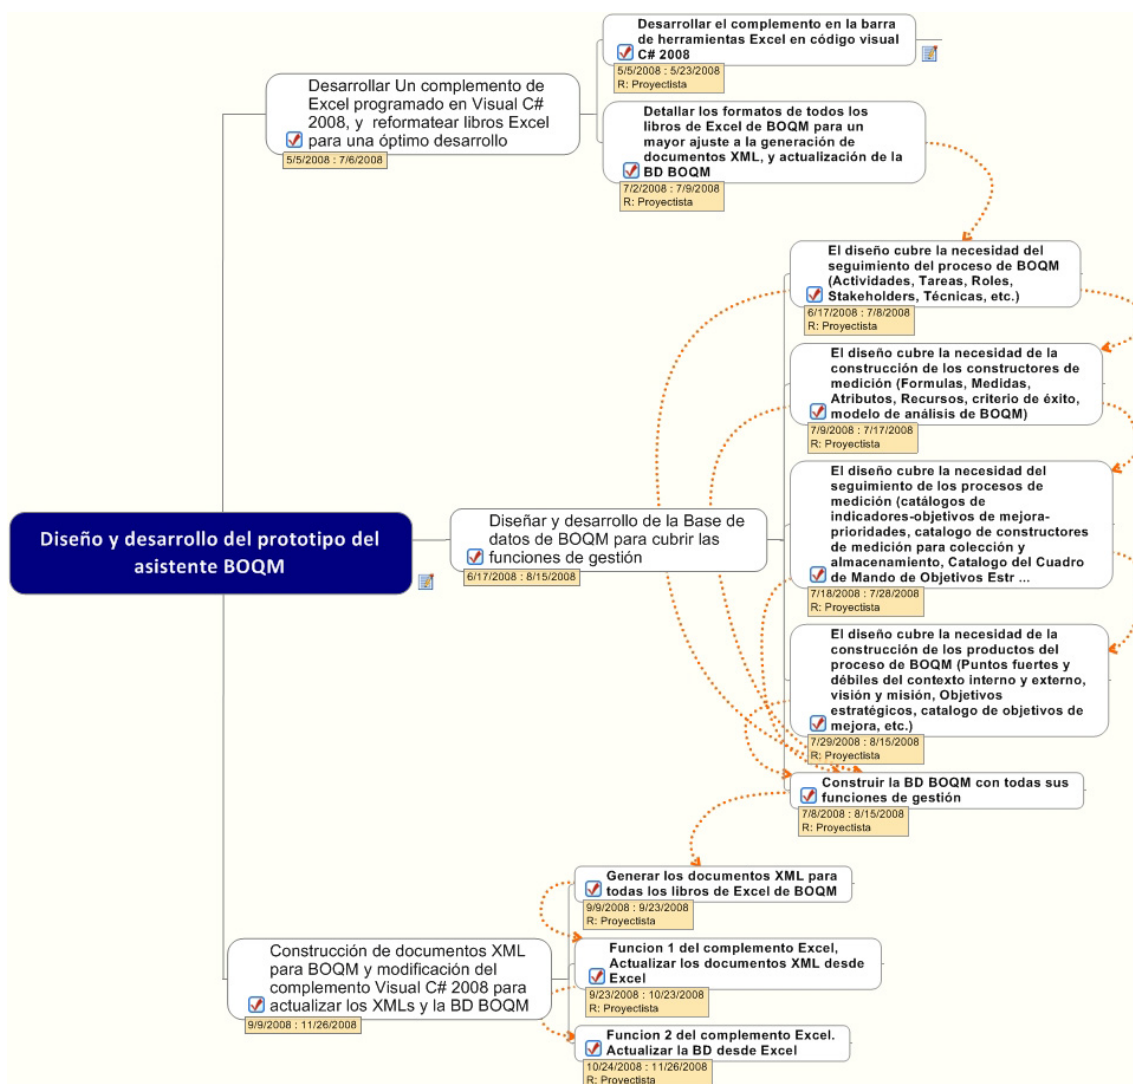 Desarrollar el complemento en la barra
de herramientas Excel en código visual
C# 2008
5/5/2008 : 5/23/2008
R: Proyectista
Desarrollar Un complemento de
Excel programado en Visual C#
2008, y reformatear libros Excel
para una óptimo desarrollo
5/5/2008 : 7/6/2008
Detallar los formatos de todos los
libros de Excel de BOQM para un
mayor ajuste a la generación de
documentos XML, y actualización de la
BD BOQM
7/2/2008 : 7/9/2008
R: Proyectista
El diseño cubre la necesidad del
seguimiento del proceso de BOQM
(Actividades, Tareas, Roles,
Stakeholders, Técnicas, etc.)
6/17/2008 : 7/8/2008
R: Proyectista
El diseño cubre la necesidad de la
construcción de los constructores de
medición (Formulas, Medidas,
Atributos, Recursos, criterio de éxito,
modelo de análisis de BOQM)
7/9/2008 : 7/17/2008
R: Proyectista
El diseño cubre la necesidad del
seguimiento de los procesos de
medición (catálogos de
indicadores-objetivos de mejora-
prioridades, catalogo de constructores
de medición para colección y
almacenamiento, Catalogo del Cuadro
de Mando de Objetivos Estr ...
7/18/2008 : 7/28/2008
R: Proyectista
Diseño y desarrollo del prototipo del
asistente BOQM
Diseñar y desarrollo de la Base de
datos de BOQM para cubrir las
funciones de gestión
6/17/2008 : 8/15/2008
El diseño cubre la necesidad de la
construcción de los productos del
proceso de BOQM (Puntos fuertes y
débiles del contexto interno y externo,
visión y misión, Objetivos
estratégicos, catalogo de objetivos de
mejora, etc.)
7/29/2008 : 8/15/2008
R: Proyectista
Construir la BD BOQM con todas sus
funciones de gestión
7/8/2008 : 8/15/2008
R: Proyectista
Generar los documentos XML para
todas los libros de Excel de BOQM
9/9/2008 : 9/23/2008
R: Proyectista
Construcción de documentos XML
para BOQM y modificación del
complemento Visual C# 2008 para
actualizar los XMLs y la BD BOQM
9/9/2008 : 11/26/2008
Funcion 1 del complemento Excel,
Actualizar los documentos XML desde
Excel
9/23/2008 : 10/23/2008
R: Proyectista
Funcion 2 del complemento Excel.
Actualizar la BD desde Excel
10/24/2008 : 11/26/2008
R: Proyectista